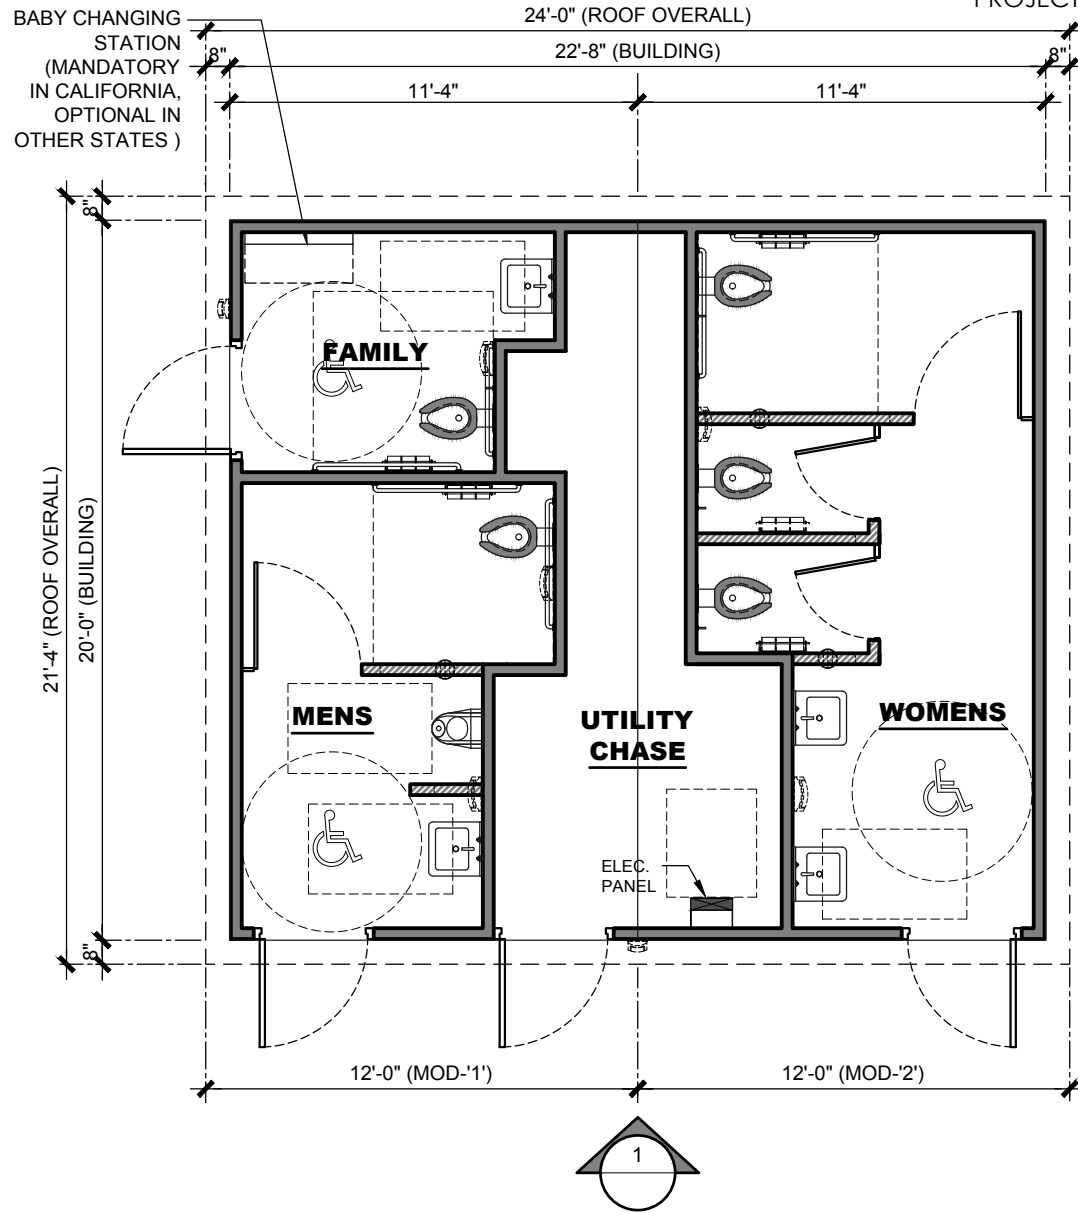 PROJECT
BABY CHANGING
STATION
(MANDATORY
IN CALIFORNIA,
OPTIONAL IN
OTHER STATES )
24'-0" (ROOF OVERALL)
8"
22'-8" (BUILDING)
8"
11'-4"
11'-4"
8"
21'-4" (ROOF OVERALL)
20'-0" (BUILDING)
8"
FAMILY
MENS
UTILITY
CHASE
WOMENS
ELEC.
PANEL
12'-0" (MOD-'1')
12'-0" (MOD-'2')
1